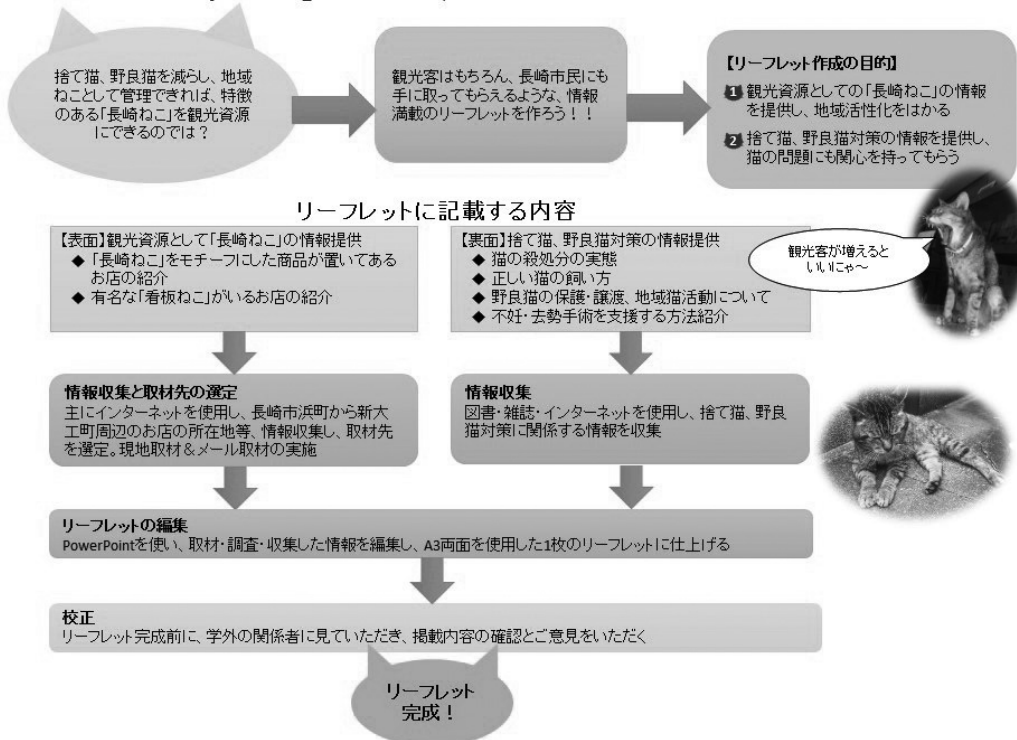 捨て猫、野良猫を減らし、地域
ねことして管理できれば、特徴
のある「長崎ねこ」を観光資源
にできるのでは？
観光客はもちろん、長崎市民にも
手に取ってもらえるような、情報
満載のリーフレットを作ろう！！
【リーフレット作成の目的】
1 観光資源としての「長崎ねこ」の情報
を提供し、地域活性化をはかる
2 捨て猫、野良猫対策の情報を提供し、
猫の問題にも関心を持ってもらう
リーフレットに記載する内容
【表面】観光資源として「長崎ねこ」の情報提供
◆ 「長崎ねこ」をモチーフにした商品が置いてある
お店の紹介
◆ 有名な「看板ねこ」がいるお店の紹介
【裏面】捨て猫、野良猫対策の情報提供
◆ 猫の殺処分の実態
◆ 正しい猫の飼い方
◆ 野良猫の保護・譲渡、地域猫活動について
◆ 不妊・去勢手術を支援する方法紹介
観光客が増えると
いいにゃ～
情報収集と取材先の選定
主にインターネットを使用し、長崎市浜町から新大
工町周辺のお店の所在地等、情報収集し、取材先
を選定。現地取材＆メール取材の実施
情報収集
図書・雑誌・インターネットを使用し、捨て猫、野良
猫対策に関係する情報を収集
リーフレットの編集
PowerPointを使い、取材・調査・収集した情報を編集し、A3両面を使用した1枚のリーフレットに仕上げる
校正
リーフレット完成前に、学外の関係者に見ていただき、掲載内容の確認とご意見をいただく
リーフレット
完成！